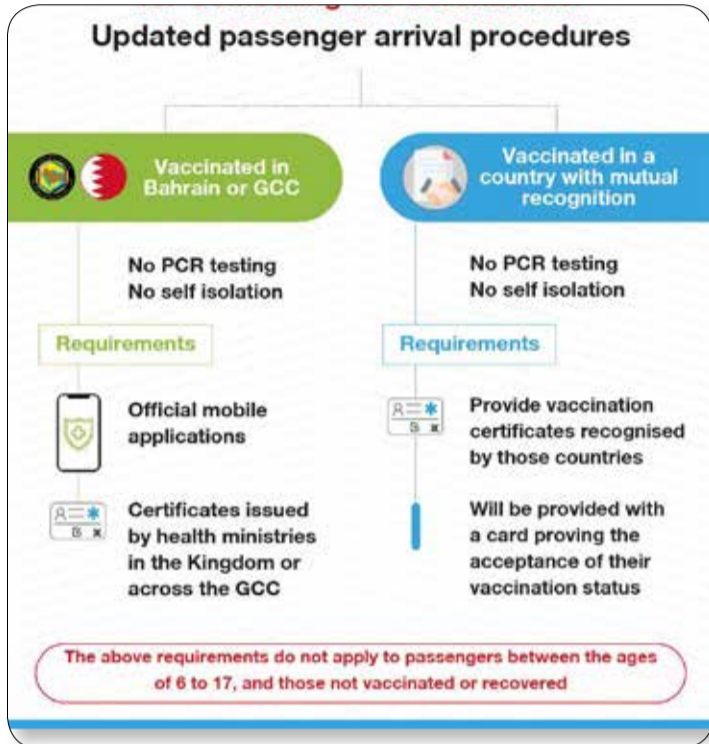 Updated passenger arrival procedures
Vaccinated in
Bahrain or GCC
No PCR testing
No self isolation
Requirements
Official mobile
applications
Certificates issued
by health ministries
in the Kingdom or
across the GCC
Vaccinated in a
country with mutual
recognition
No PCR testing
No self isolation
Requirements
Provide vaccination
certificates recognised
by those countries
Will be provided with
a card proving the
acceptance of their
vaccination status
The above requirements do not apply to passengers between the ages
of 6 to 17, and those not vaccinated or recovered